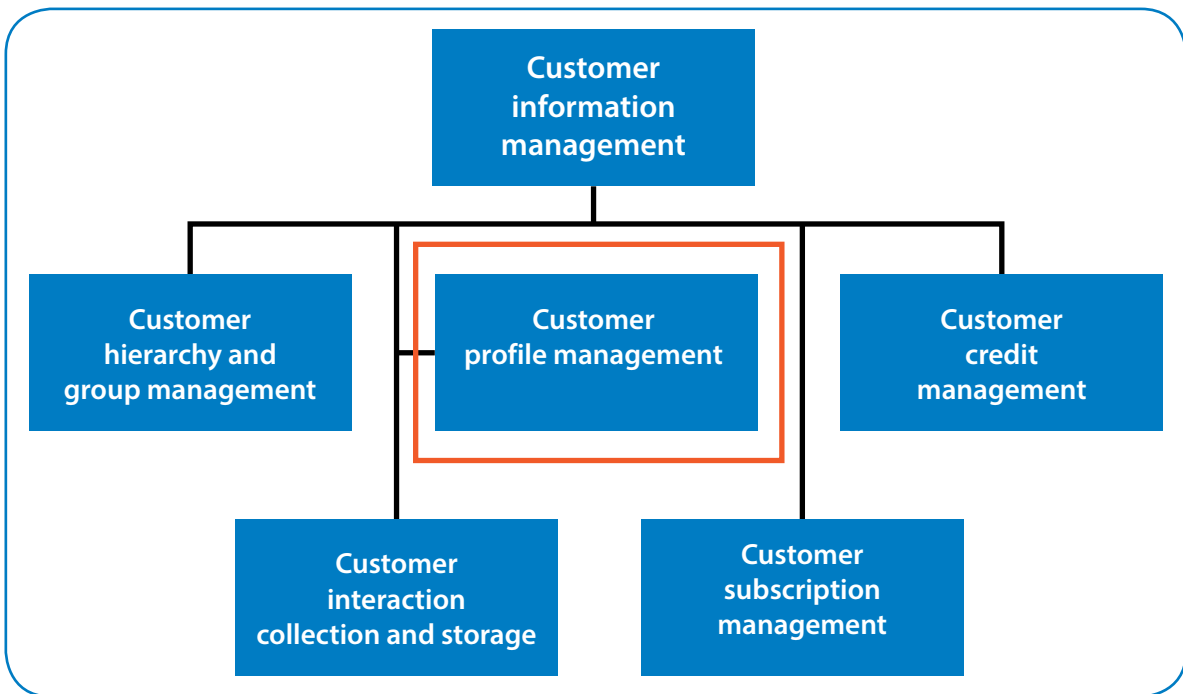 Customer
information
management
Customer
hierarchy and
group management
Customer
profile management
Customer
credit
management
Customer
interaction
collection and storage
Customer
subscription
management